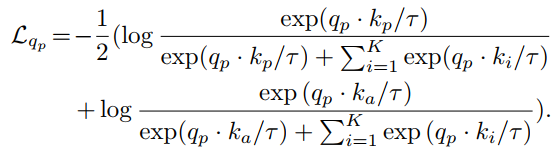 $\mathcal{L}_{q_p} = -\frac{1}{2}(\log \frac{\exp(q_p \cdot k_p/\tau)}{\exp(q_p \cdot k_p/\tau) + \sum_{i=1}^{K} \exp(q_p \cdot k_i/\tau)}$
$+ \log \frac{\exp(q_p \cdot k_a/\tau)}{\exp(q_p \cdot k_a/\tau) + \sum_{i=1}^{K} \exp(q_p \cdot k_i/\tau)}).$